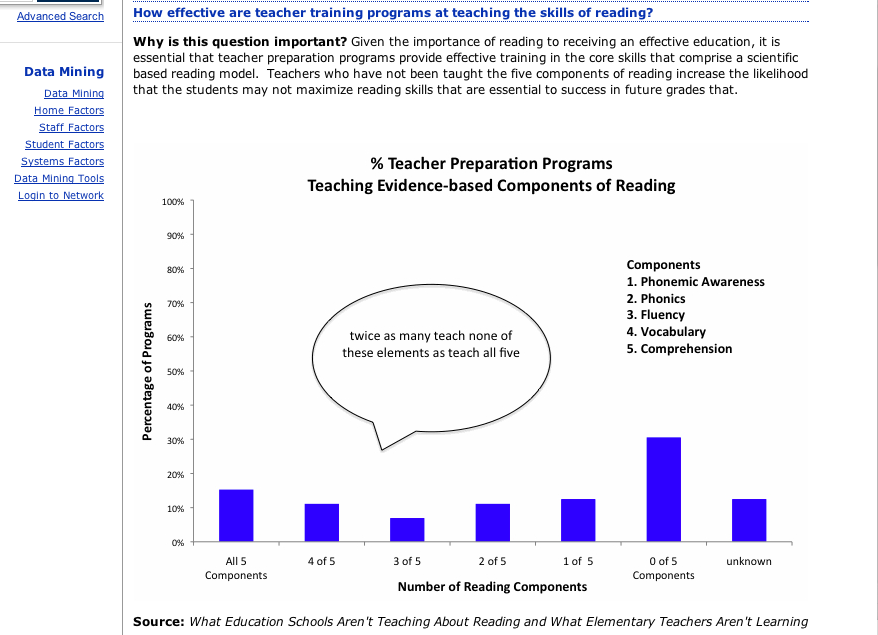 Advanced Search
Data Mining
Data Mining
Home Factors
Staff Factors
Student Factors
Systems Factors
Data Mining Tools
Login to Network
How effective are teacher training programs at teaching the skills of reading?
Why is this question important? Given the importance of reading to receiving an effective education, it is
essential that teacher preparation programs provide effective training in the core skills that comprise a scientific
based reading model.  Teachers who have not been taught the five components of reading increase the likelihood
that the students may not maximize reading skills that are essential to success in future grades that.
% Teacher Preparation Programs
Teaching Evidence-based Components of Reading
Percentage of Programs
100%
90%
80%
70%
60%
50%
40%
30%
20%
10%
0%
twice as many teach none of
these elements as teach all five
Components
1. Phonemic Awareness
2. Phonics
3. Fluency
4. Vocabulary
5. Comprehension
All 5
Components
4 of 5
3 of 5
2 of 5
1 of  5
0 of 5
Components
unknown
Number of Reading Components
Source: What Education Schools Aren't Teaching About Reading and What Elementary Teachers Aren't Learning